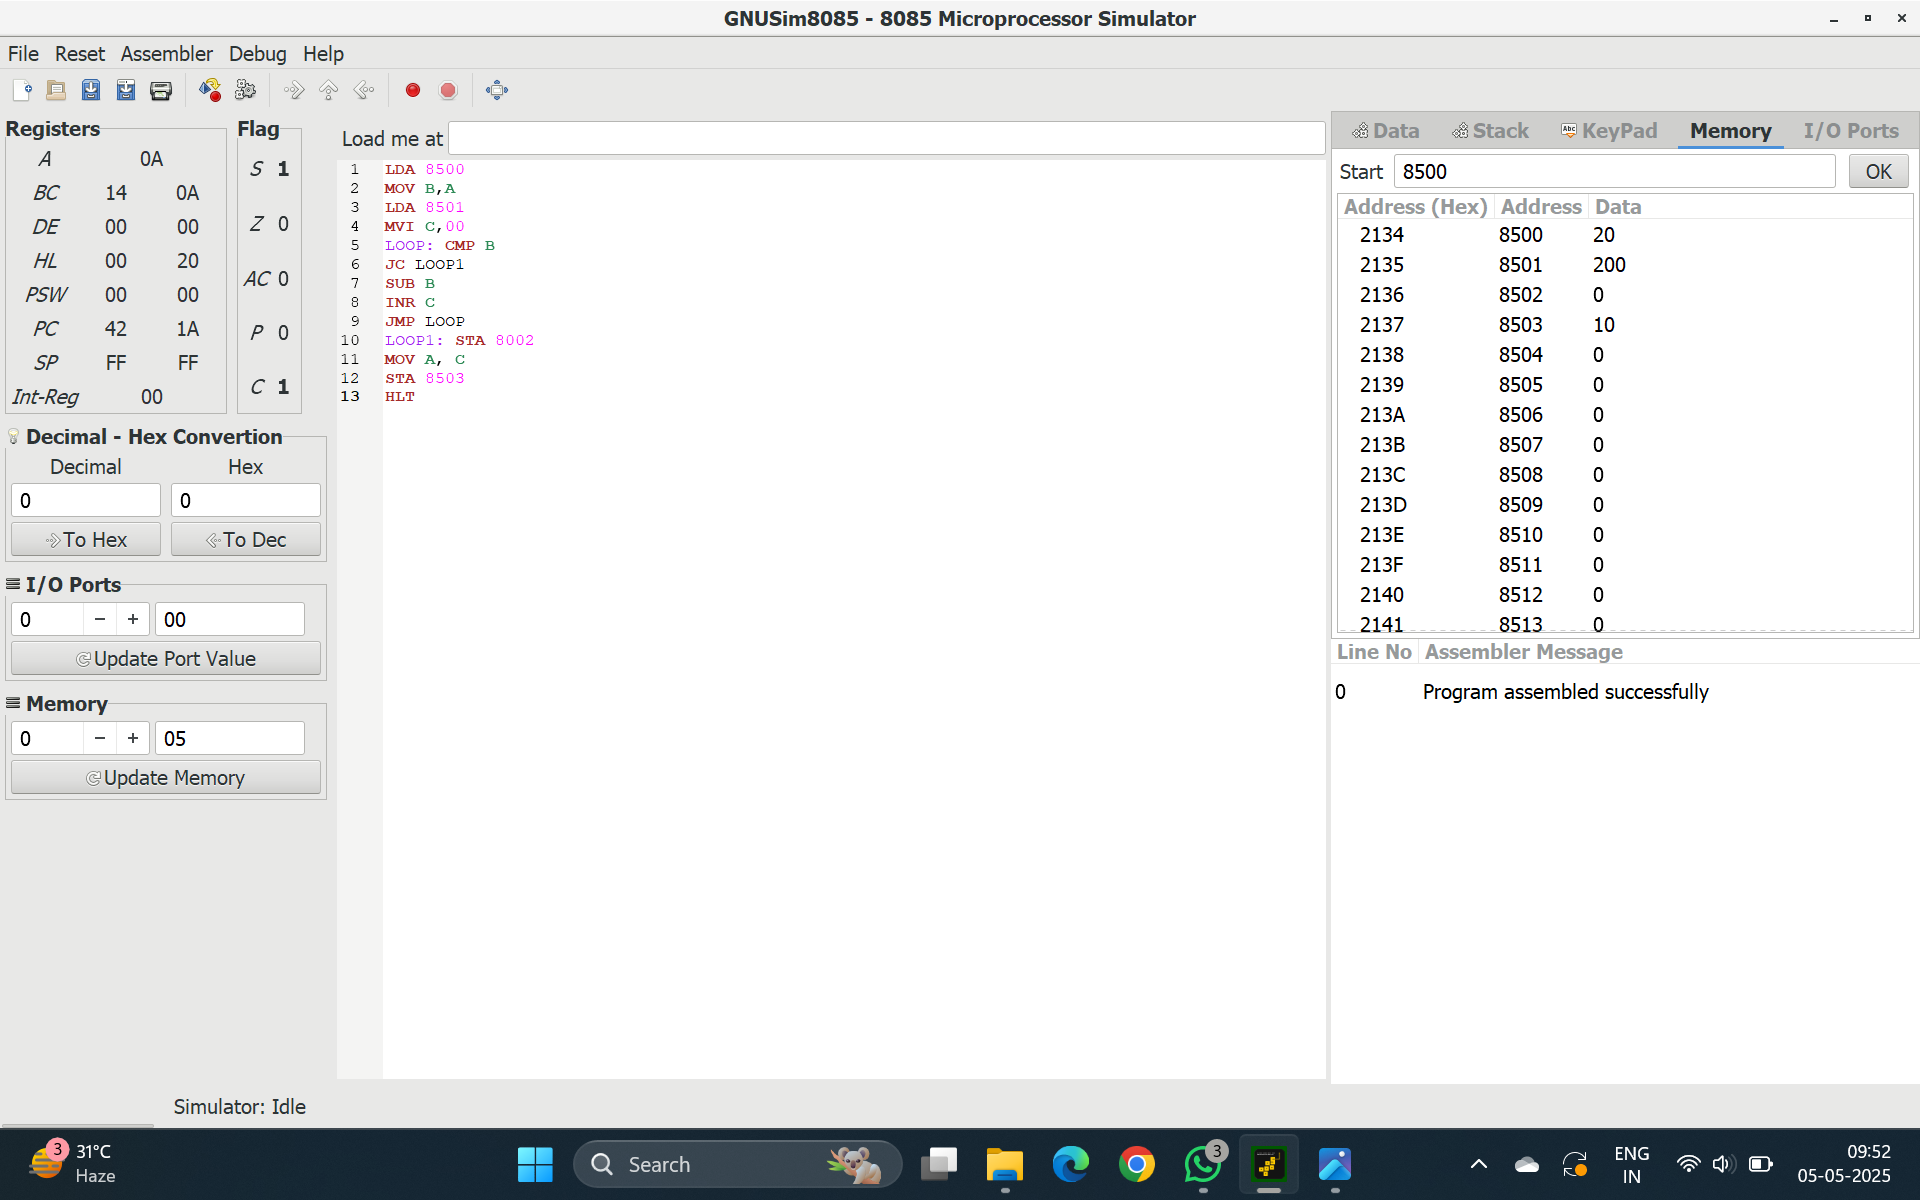 GNUSim8085 - 8085 Microprocessor Simulator
File Reset Assembler Debug Help
Registers
A 0A
BC 14 0A
DE 00 00
HL 00 20
PSW 00 00
PC 42 1A
SP FF FF
Int-Reg 00
Flag
S 1
Z 0
AC 0
P 0
C 1
Decimal - Hex Convertion
Decimal Hex
0 0
To Hex To Dec
I/O Ports
0 − + 00
Update Port Value
Memory
0 − + 05
Update Memory
Load me at
1 LDA 8500
2 MOV B,A
3 LDA 8501
4 MVI C,00
5 LOOP: CMP B
6 JC LOOP1
7 SUB B
8 INR C
9 JMP LOOP
10 LOOP1: STA 8002
11 MOV A, C
12 STA 8503
13 HLT
Data Stack Abc KeyPad Memory I/O Ports
Start 8500 OK
Address (Hex) Address Data
2134 8500 20
2135 8501 200
2136 8502 0
2137 8503 10
2138 8504 0
2139 8505 0
213A 8506 0
213B 8507 0
213C 8508 0
213D 8509 0
213E 8510 0
213F 8511 0
2140 8512 0
2141 8513 0
Line No Assembler Message
0 Program assembled successfully
Simulator: Idle
3 31°C
Haze
Search
3
ENG
IN
09:52
05-05-2025